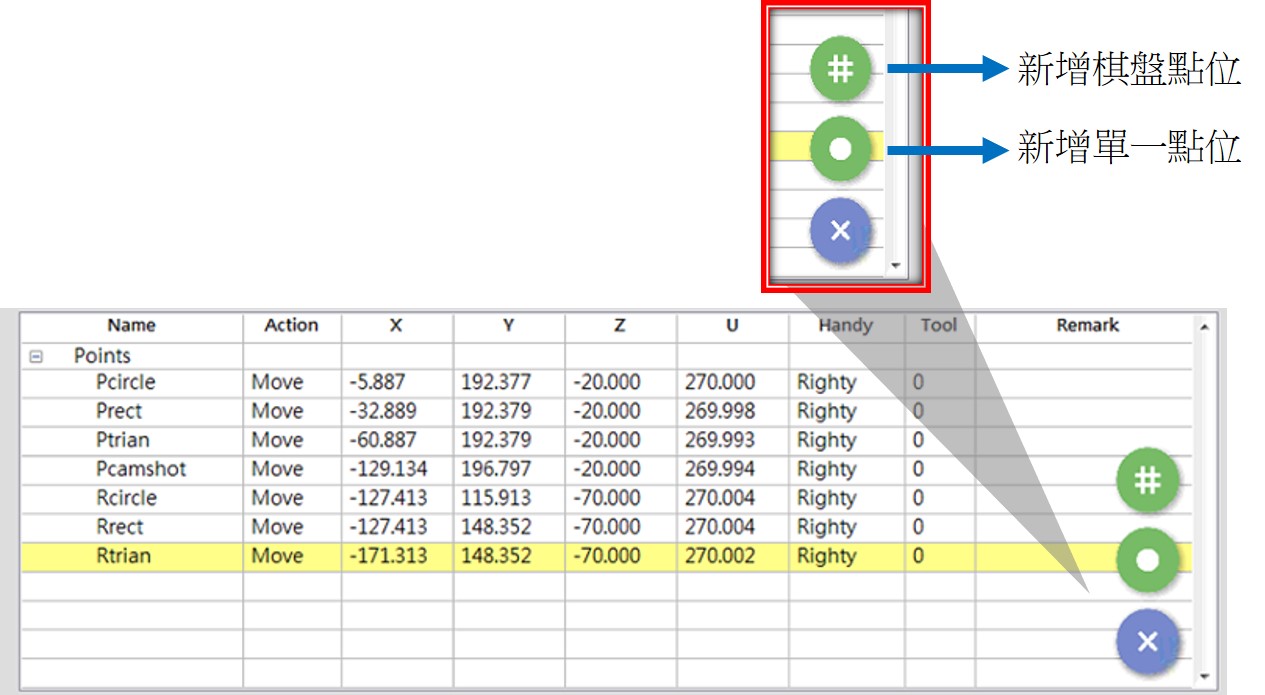 新增棋盤點位
新增單一點位
Name Action X Y Z U Handy Tool Remark
Points
Pcircle Move -5.887 192.377 -20.000 270.000 Righty 0
Prect Move -32.889 192.379 -20.000 269.998 Righty 0
Ptrian Move -60.887 192.379 -20.000 269.993 Righty 0
Pcamshot Move -129.134 196.797 -20.000 269.994 Righty 0
Rcircle Move -127.413 115.913 -70.000 270.004 Righty 0
Rrect Move -127.413 148.352 -70.000 270.004 Righty 0
Rtrian Move -171.313 148.352 -70.000 270.002 Righty 0